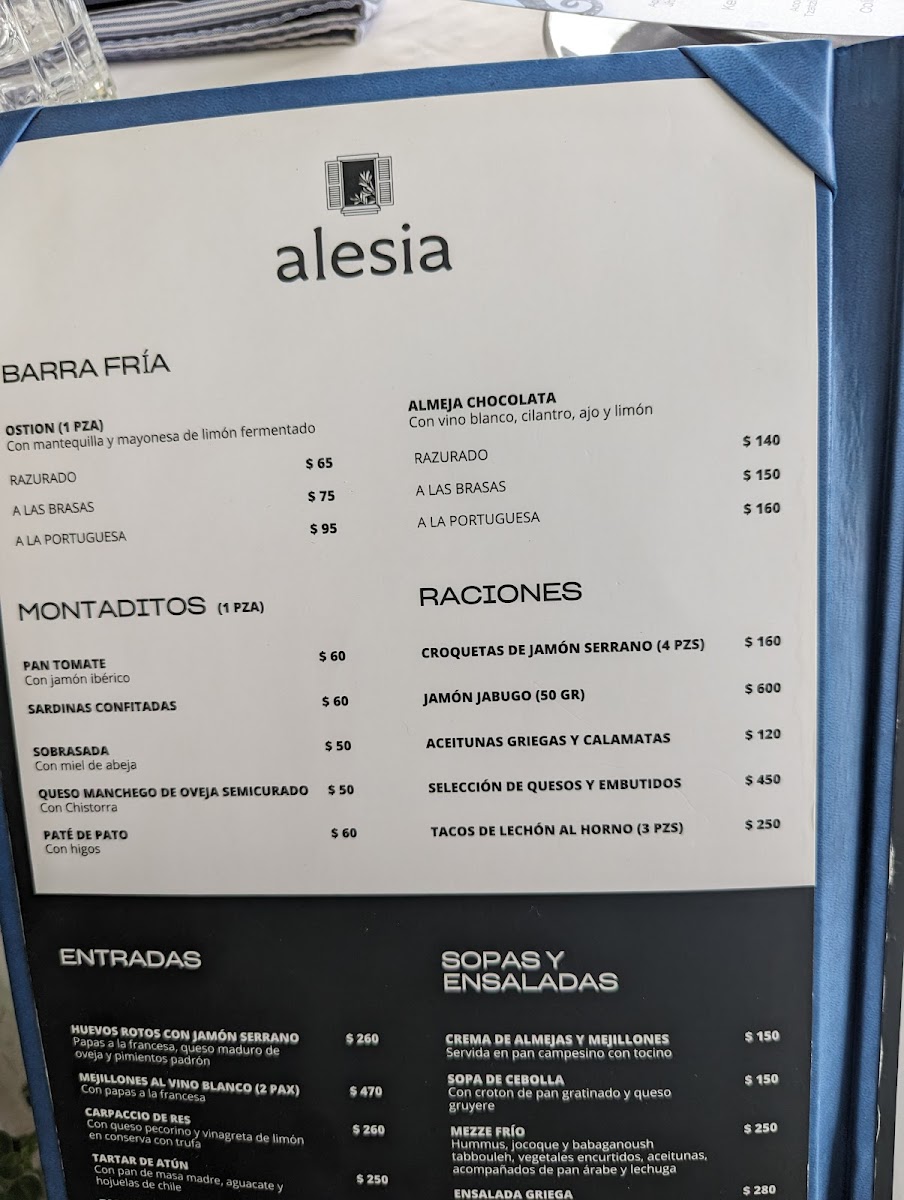 alesia
BARRA FRÍA
OSTION (1 PZA)
Con mantequilla y mayonesa de limón fermentado
RAZURADO $ 65
A LAS BRASAS $ 75
A LA PORTUGUESA $ 95
ALMEJA CHOCOLATA
Con vino blanco, cilantro, ajo y limón
RAZURADO $ 140
A LAS BRASAS $ 150
A LA PORTUGUESA $ 160
MONTADITOS (1 PZA)
PAN TOMATE $ 60
Con jamón ibérico
SARDINAS CONFITADAS $ 60
SOBRASADA $ 50
Con miel de abeja
QUESO MANCHEGO DE OVEJA SEMICURADO $ 50
Con Chistorra
PATÉ DE PATO $ 60
Con higos
RACIONES
CROQUETAS DE JAMÓN SERRANO (4 PZS) $ 160
JAMÓN JABUGO (50 GR) $ 600
ACEITUNAS GRIEGAS Y CALAMATAS $ 120
SELECCIÓN DE QUESOS Y EMBUTIDOS $ 450
TACOS DE LECHÓN AL HORNO (3 PZS) $ 250
ENTRADAS
HUEVOS ROTOS CON JAMÓN SERRANO $ 260
Papas a la francesa, queso maduro de
oveja y pimientos padrón
MEJILLONES AL VINO BLANCO (2 PAX) $ 470
Con papas a la francesa
CARPACCIO DE RES $ 260
Con queso pecorino y vinagreta de limón
en conserva con trufa
TARTAR DE ATÚN $ 250
Con pan de masa madre, aguacate y
hojuelas de chile
SOPAS Y
ENSALADAS
CREMA DE ALMEJAS Y MEJILLONES $ 150
Servida en pan campesino con tocino
SOPA DE CEBOLLA $ 150
Con croton de pan gratinado y queso
gruyere
MEZZE FRÍO $ 250
Hummus, jocoque y babaganoush
tabbouleh, vegetales encurtidos, aceitunas,
acompañados de pan árabe y lechuga
ENSALADA GRIEGA $ 280